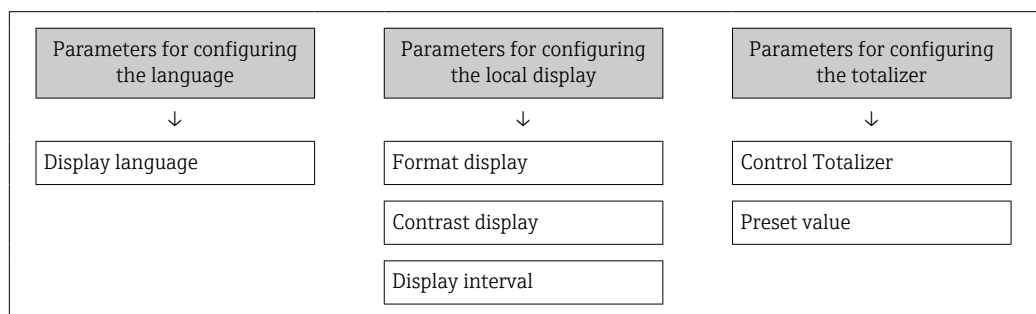 Parameters for configuring
the language
↓
Display language
Parameters for configuring
the local display
↓
Format display
Contrast display
Display interval
Parameters for configuring
the totalizer
↓
Control Totalizer
Preset value